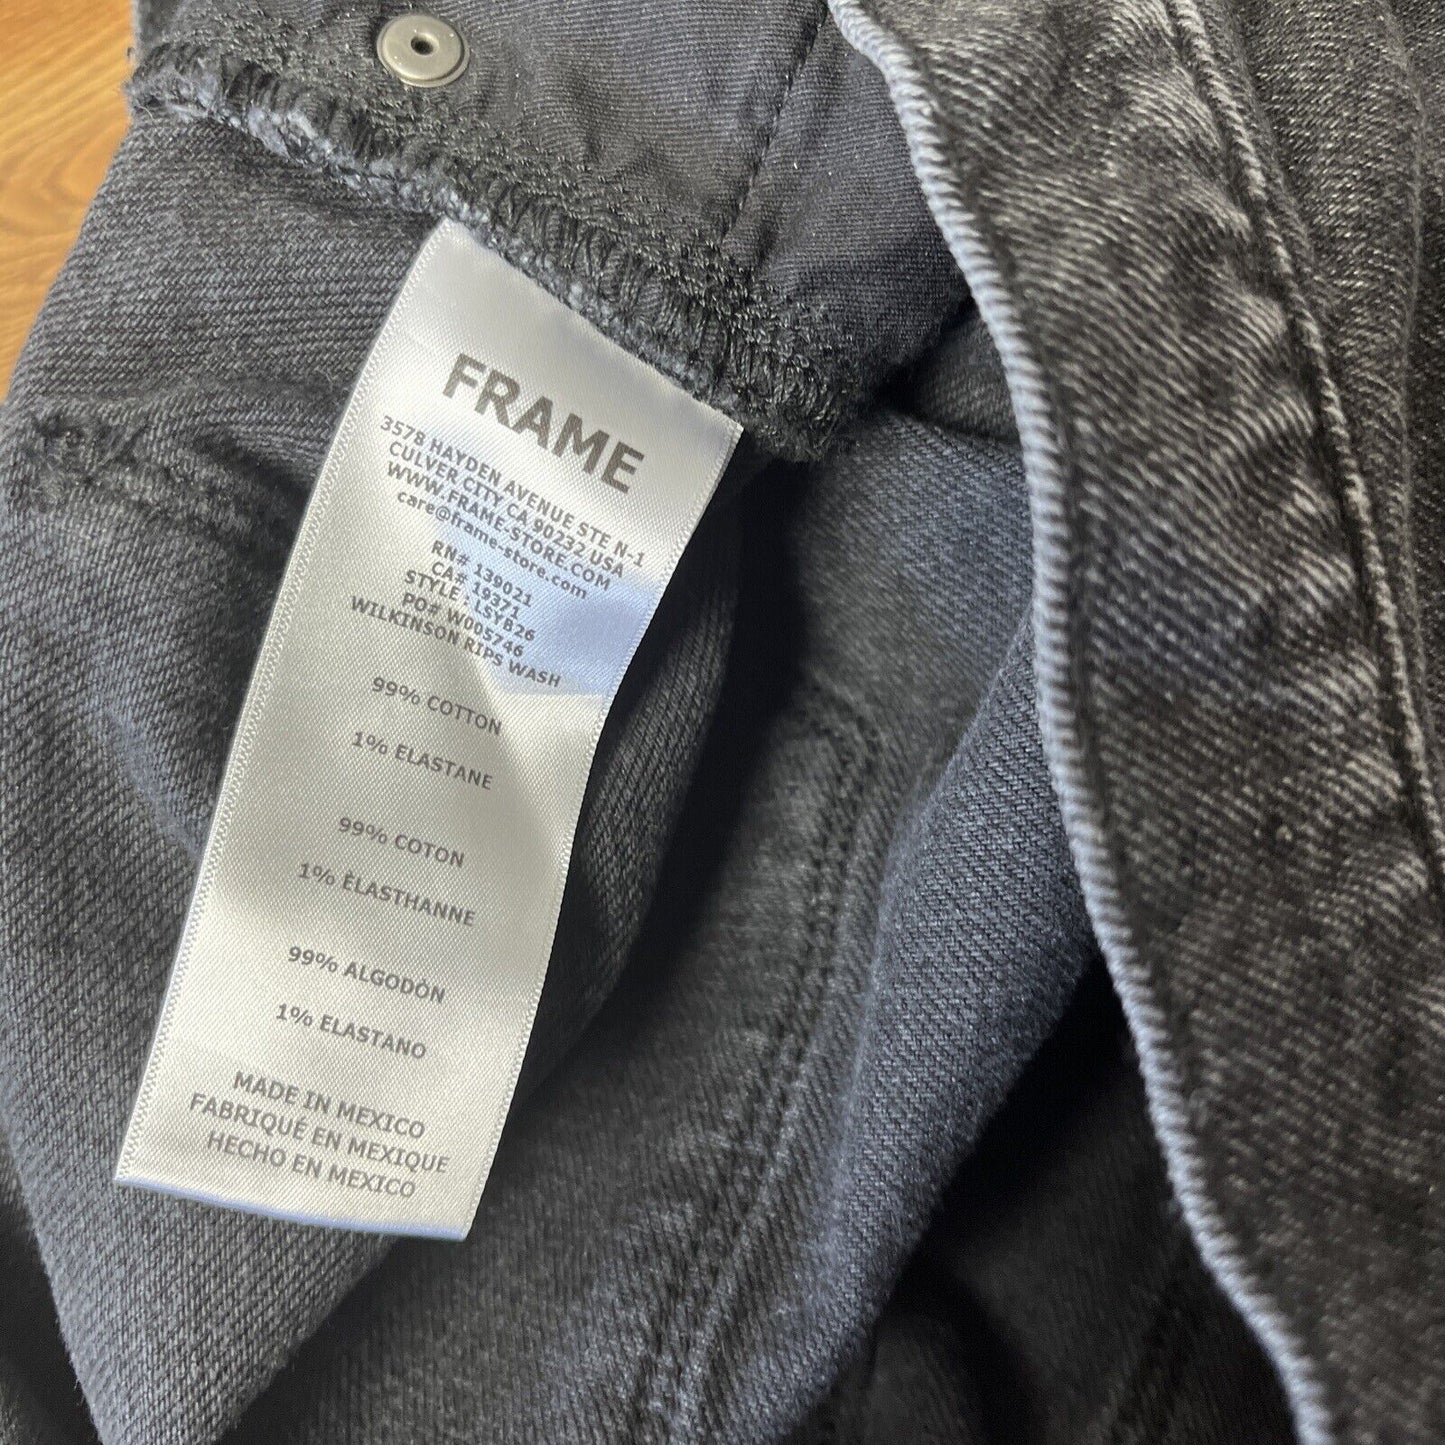 FRAME
3578 HAYDEN AVENUE STE N-1
CULVER CITY, CA 90232 USA
WWW.FRAME-STORE.COM
care@frame-store.com
RN# 139021
CA# 19371
STYLE: LSYB26
PO# W005746
WILKINSON RIPS WASH
99% COTTON
1% ELASTANE
99% COTON
1% ÉLASTHANNE
99% ALGODÓN
1% ELASTANO
MADE IN MEXICO
FABRIQUÉ EN MEXIQUE
HECHO EN MEXICO